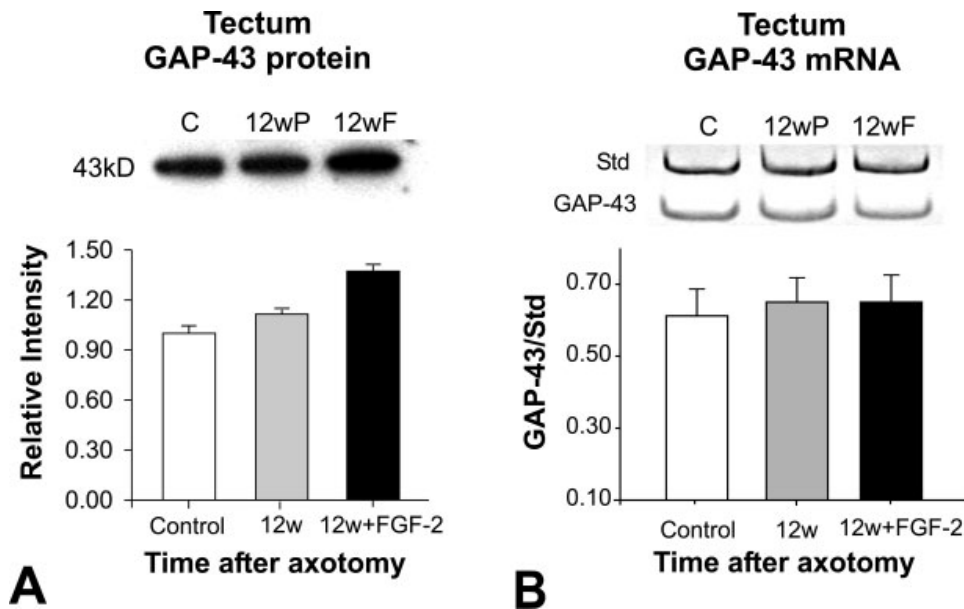 Tectum
GAP-43 protein
C 12wP 12wF
43kD
Relative Intensity
1.50
1.20
0.90
0.60
0.30
0.00
Control 12w 12w+FGF-2
Time after axotomy
A
Tectum
GAP-43 mRNA
C 12wP 12wF
Std
GAP-43
GAP-43/Std
0.70
0.50
0.30
0.10
Control 12w 12w+FGF-2
Time after axotomy
B